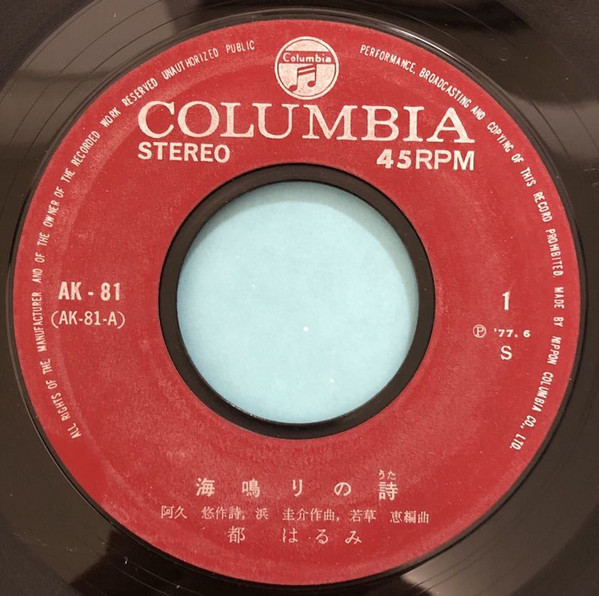 ALL RIGHTS OF THE MANUFACTURER AND OF THE OWNER OF THE RECORDED WORK RESERVED UNAUTHORIZED PUBLIC PERFORMANCE, BROADCASTING AND COPYING OF THIS RECORD PROHIBITED. MADE BY NIPPON COLUMBIA CO., LTD.
Columbia
COLUMBIA
STEREO 45RPM
AK-81 1
(AK-81-A) Ⓟ '77.6
S
うた
海鳴りの詩
阿久 悠作詩, 浜 圭介作曲, 若草 恵編曲
都 はるみ